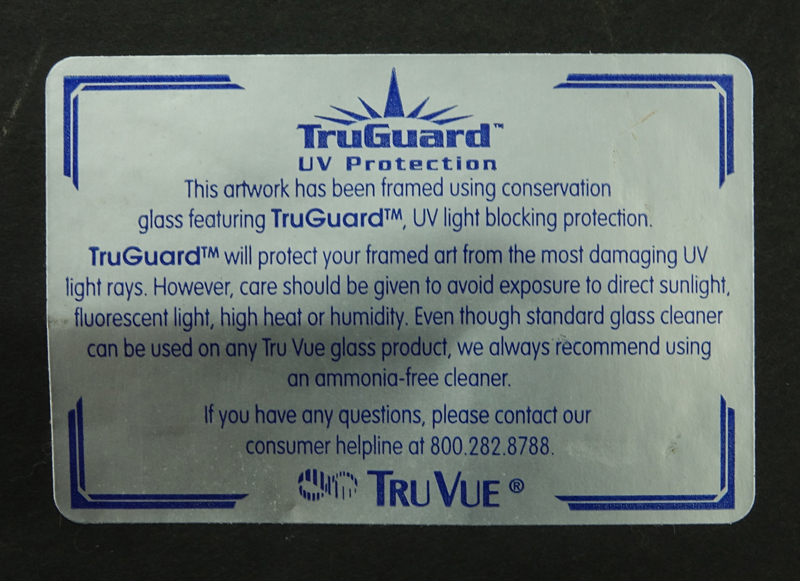 TruGuard™
UV Protection
This artwork has been framed using conservation
glass featuring TruGuard™, UV light blocking protection.
TruGuard™ will protect your framed art from the most damaging UV
light rays. However, care should be given to avoid exposure to direct sunlight,
fluorescent light, high heat or humidity. Even though standard glass cleaner
can be used on any Tru Vue glass product, we always recommend using
an ammonia-free cleaner.
If you have any questions, please contact our
consumer helpline at 800.282.8788.
TRU VUE ®